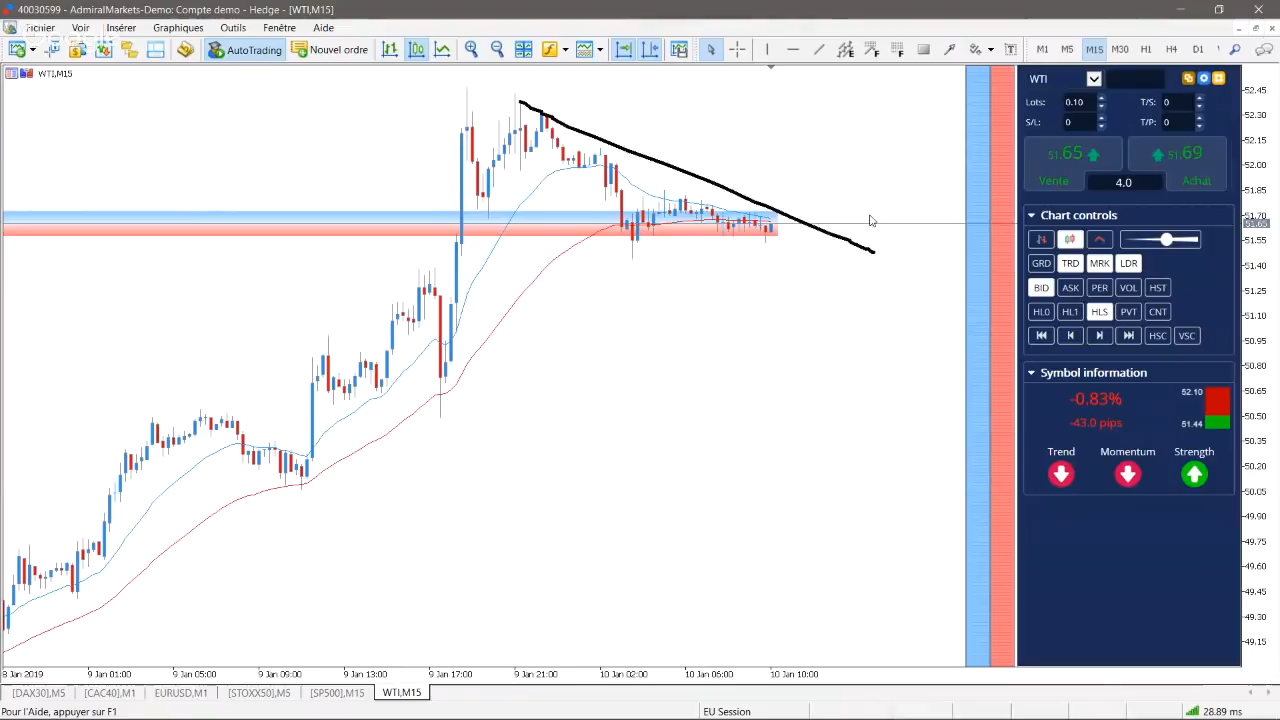 40030599 - AdmiralMarkets-Demo: Compte demo - Hedge - [WTI,M15]
Fichier Voir Insérer Graphiques Outils Fenêtre Aide
AutoTrading Nouvel ordre M1 M5 M15 M30 H1 H4 D1
WTI,M15
52.45
52.30
52.15
52.00
51.85
51.70
51.65
51.55
51.40
51.25
51.10
50.95
50.80
50.65
50.50
50.35
50.20
50.05
49.90
49.75
49.60
49.45
49.30
49.15
WTI
Lots: 0.10 T/S: 0
S/L: 0 T/P: 0
51.65 51.69
Vente 4.0 Achat
Chart controls
GRD TRD MRK LDR
BID ASK PER VOL HST
HL0 HL1 HLS PVT CNT
HSC VSC
Symbol information
-0.83% 52.10
-43.0 pips 51.44
Trend Momentum Strength
8 Jan 2019 9 Jan 01:00 9 Jan 05:00 9 Jan 09:00 9 Jan 13:00 9 Jan 17:00 9 Jan 21:00 10 Jan 02:00 10 Jan 06:00 10 Jan 10:00
[DAX30],M5 [CAC40],M1 EURUSD,M1 [STOXX50],M5 [SP500],M15 WTI,M15
Pour l'Aide, appuyer sur F1 EU Session 28.89 ms